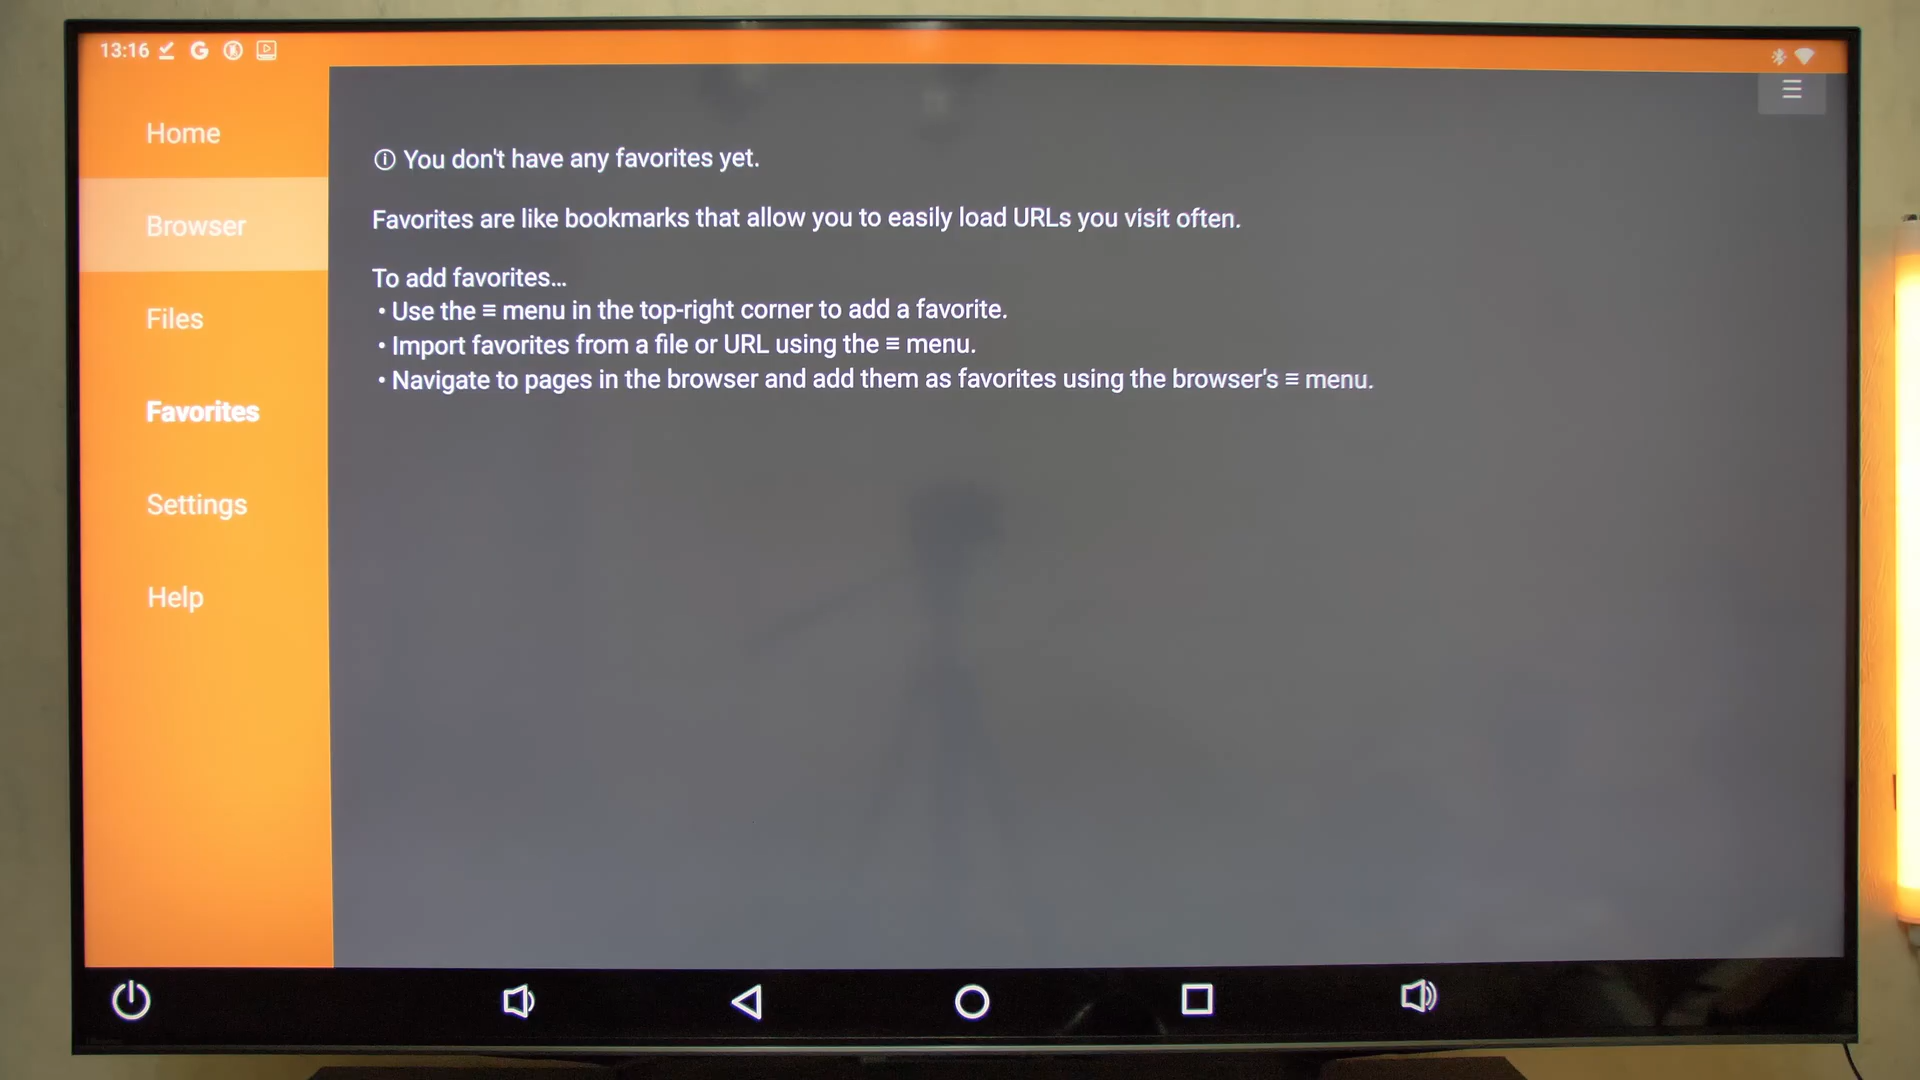 13:16
Home
Browser
Files
Favorites
Settings
Help
ⓘ You don't have any favorites yet.
Favorites are like bookmarks that allow you to easily load URLs you visit often.
To add favorites...
• Use the ≡ menu in the top-right corner to add a favorite.
• Import favorites from a file or URL using the ≡ menu.
• Navigate to pages in the browser and add them as favorites using the browser's ≡ menu.